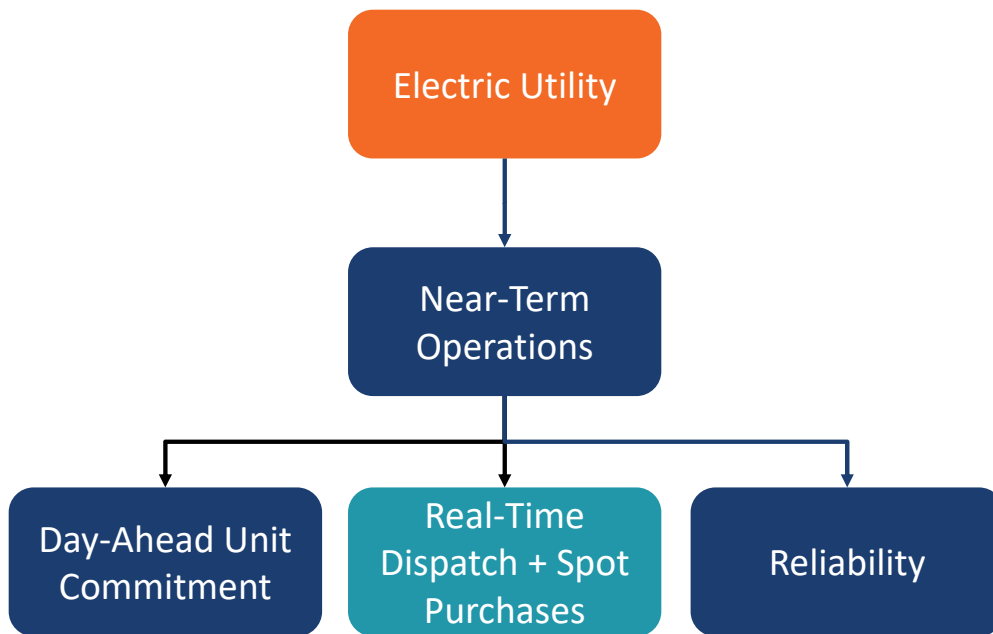 Electric Utility
Near-Term
Operations
Day-Ahead Unit
Commitment
Real-Time
Dispatch + Spot
Purchases
Reliability